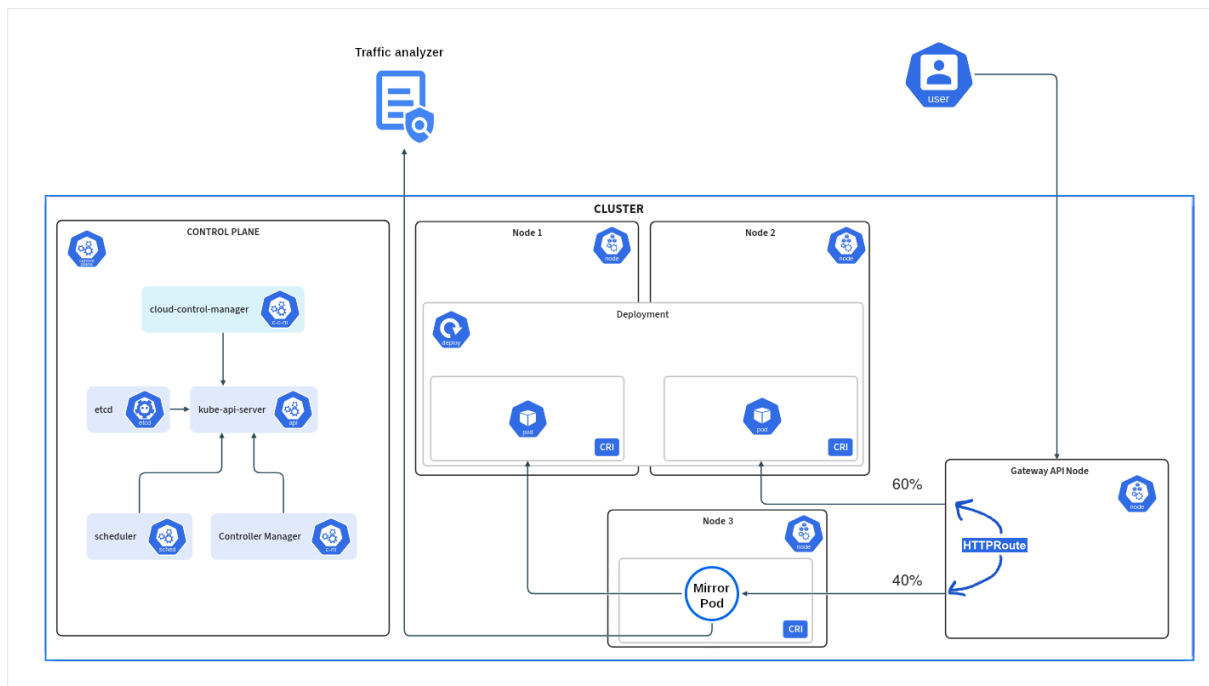 Traffic analyzer
user
CLUSTER
CONTROL PLANE
Node 1
node
Node 2
node
cloud-control-manager
c-c-m
Deployment
deploy
etcd
etcd
kube-api-server
api
pod
CRI
pod
CRI
Gateway API Node
node
60%
HTTPRoute
40%
scheduler
sched
Controller Manager
c-m
Node 3
node
Mirror
Pod
CRI